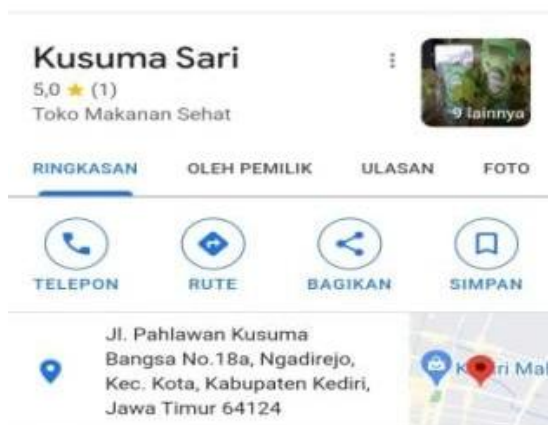 Kusuma Sari
5,0 ★ (1)
Toko Makanan Sehat
9 lainnya
RINGKASAN OLEH PEMILIK ULASAN FOTO
TELEPON RUTE BAGIKAN SIMPAN
Jl. Pahlawan Kusuma
Bangsa No.18a, Ngadirejo,
Kec. Kota, Kabupaten Kediri,
Jawa Timur 64124